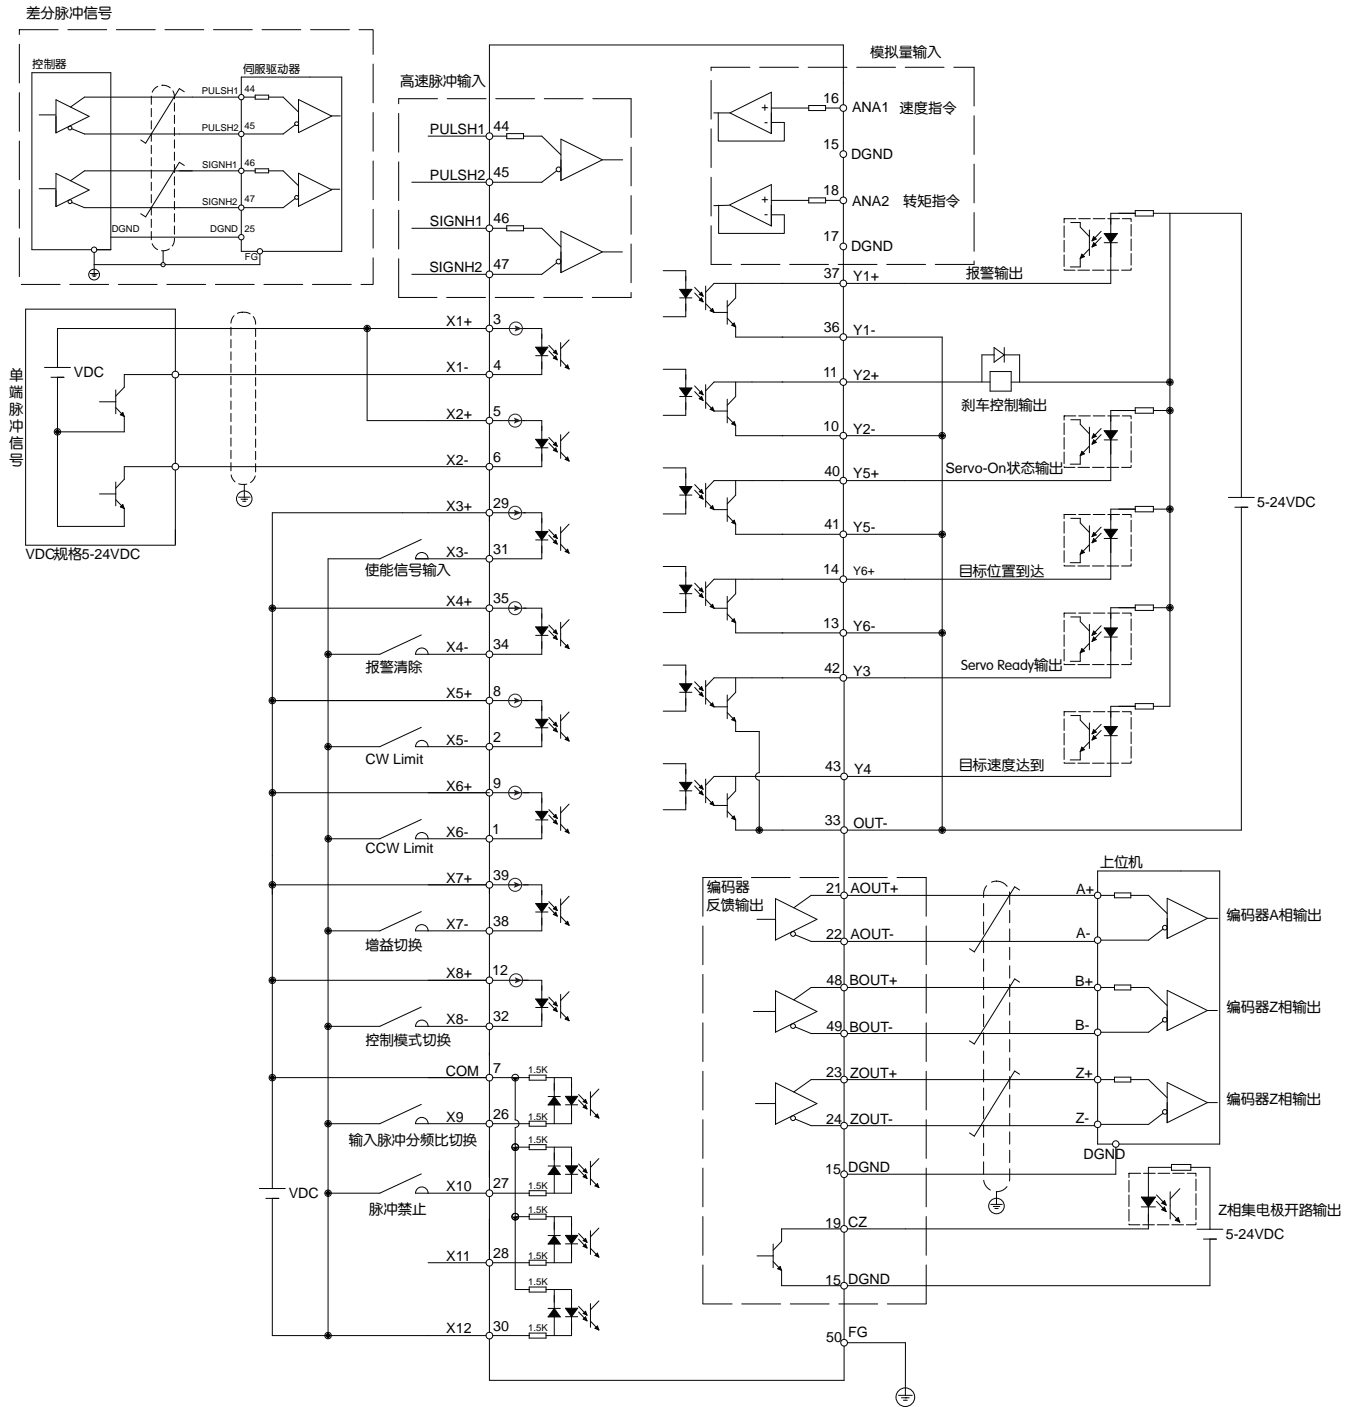 差分脉冲信号
控制器
伺服驱动器
PULSH1 44
PULSH2 45
SIGNH1 46
SIGNH2 47
DGND DGND 25
FG
高速脉冲输入
PULSH1 44
PULSH2 45
SIGNH1 46
SIGNH2 47
模拟量输入
16 ANA1 速度指令
15 DGND
18 ANA2 转矩指令
17 DGND
单端脉冲信号
VDC
VDC规格5-24VDC
X1+ 3
X1- 4
X2+ 5
X2- 6
X3+ 29
X3- 31
使能信号输入
X4+ 35
X4- 34
报警清除
X5+ 8
X5- 2
CW Limit
X6+ 9
X6- 1
CCW Limit
X7+ 39
X7- 38
增益切换
X8+ 12
X8- 32
控制模式切换
COM 7
1.5K
X9 26
1.5K
输入脉冲分频比切换
1.5K
VDC
X10 27
1.5K
脉冲禁止
1.5K
X11 28
1.5K
1.5K
X12 30
1.5K
37 Y1+
报警输出
36 Y1-
11 Y2+
刹车控制输出
10 Y2-
40 Y5+
Servo-On状态输出
41 Y5-
14 Y6+
目标位置到达
13 Y6-
42 Y3
Servo Ready输出
43 Y4
目标速度达到
33 OUT-
5-24VDC
编码器
反馈输出
上位机
21 AOUT+ A+
22 AOUT- A-
编码器A相输出
48 BOUT+ B+
49 BOUT- B-
编码器Z相输出
23 ZOUT+ Z+
24 ZOUT- Z-
编码器Z相输出
DGND
15 DGND
19 CZ
Z相集电极开路输出
5-24VDC
15 DGND
50 FG